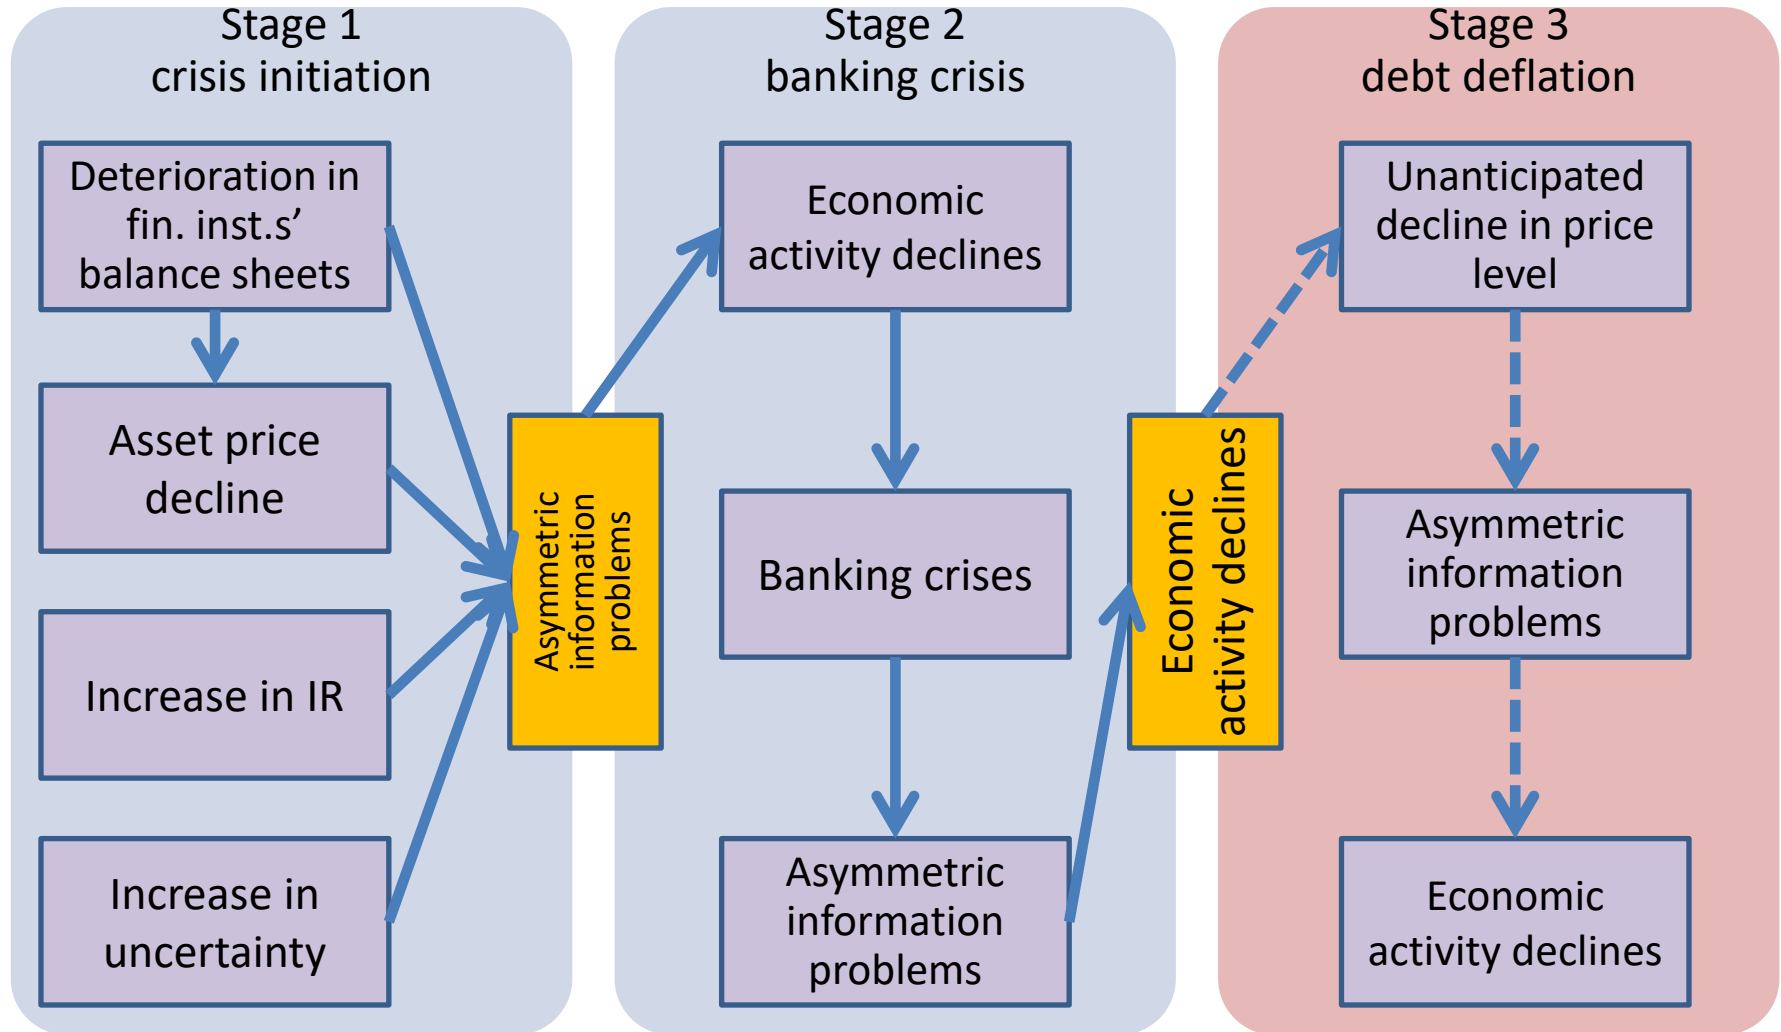 Stage 1
crisis initiation
Deterioration in
fin. inst.s’
balance sheets
Asset price
decline
Increase in IR
Increase in
uncertainty
Asymmetric
information
problems
Stage 2
banking crisis
Economic
activity declines
Banking crises
Asymmetric
information
problems
Economic
activity declines
Stage 3
debt deflation
Unanticipated
decline in price
level
Asymmetric
information
problems
Economic
activity declines